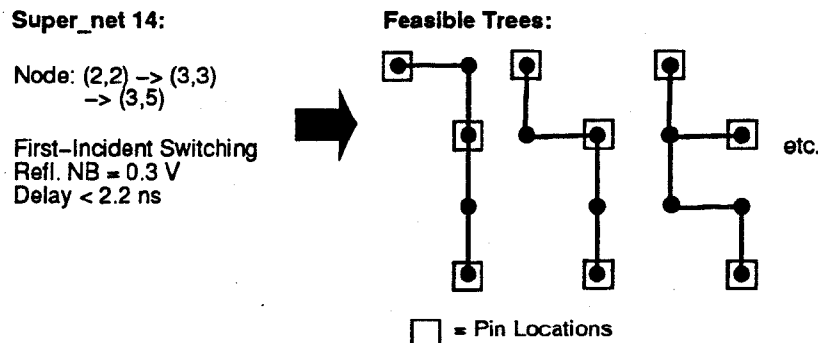 Super_net 14:
Feasible Trees:
Node: (2,2) -> (3,3)
-> (3,5)
First-Incident Switching
Refl. NB = 0.3 V
Delay < 2.2 ns
etc.
= Pin Locations